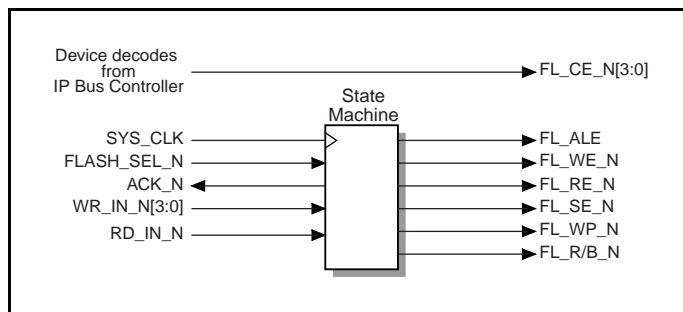 Device decodes
from
IP Bus Controller
FL_CE_N[3:0]
State
Machine
SYS_CLK
FLASH_SEL_N
ACK_N
WR_IN_N[3:0]
RD_IN_N
FL_ALE
FL_WE_N
FL_RE_N
FL_SE_N
FL_WP_N
FL_R/B_N